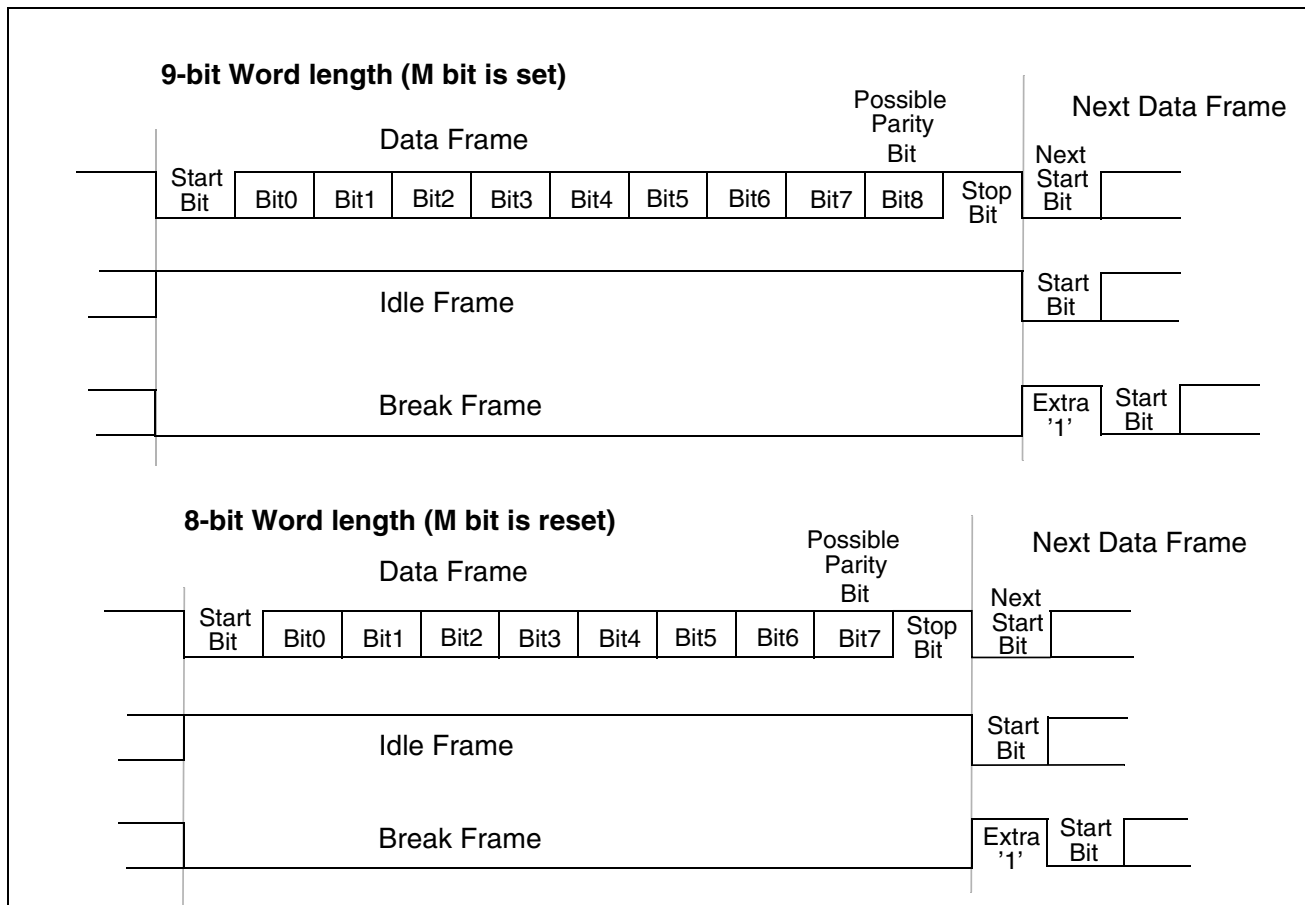 9-bit Word length (M bit is set)
Possible
Parity
Bit
Next Data Frame
Data Frame
Next
Start
Bit
Start
Bit
Bit0
Bit1
Bit2
Bit3
Bit4
Bit5
Bit6
Bit7
Bit8
Stop
Bit
Idle Frame
Start
Bit
Break Frame
Extra
'1'
Start
Bit
8-bit Word length (M bit is reset)
Possible
Parity
Bit
Next Data Frame
Data Frame
Next
Start
Bit
Start
Bit
Bit0
Bit1
Bit2
Bit3
Bit4
Bit5
Bit6
Bit7
Stop
Bit
Idle Frame
Start
Bit
Break Frame
Extra
'1'
Start
Bit